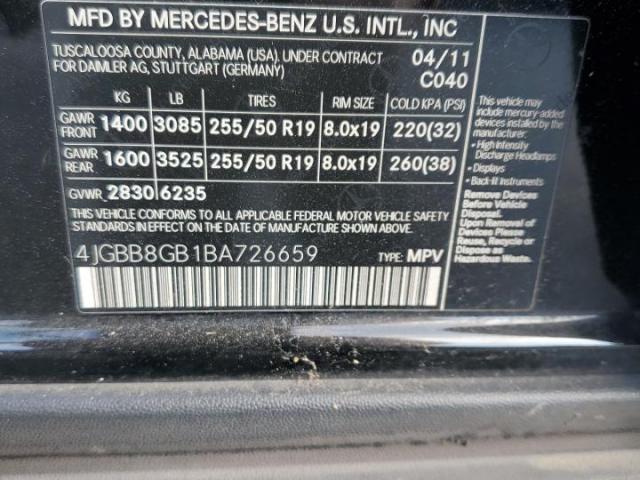 MFD BY MERCEDES-BENZ U.S. INTL., INC
TUSCALOOSA COUNTY, ALABAMA (USA). UNDER CONTRACT
FOR DAIMLER AG, STUTTGART (GERMANY)
04/11
C040
KG LB TIRES RIM SIZE COLD KPA (PSI)
GAWR FRONT 1400 3085 255/50 R19 8.0x19 220(32)
GAWR REAR 1600 3525 255/50 R19 8.0x19 260(38)
GVWR 2830 6235
THIS VEHICLE CONFORMS TO ALL APPLICABLE FEDERAL MOTOR VEHICLE SAFETY
STANDARDS IN EFFECT ON THE DATE OF MANUFACTURE SHOWN ABOVE.
4JGBB8GB1BA726659
TYPE: MPV
This vehicle may
include mercury-added
devices installed by the
manufacturer:
• High Intensity
Discharge Headlamps
• Displays
• Back-lit Instruments
Remove Devices
Before Vehicle
Disposal.
Upon Removal of
Devices Please
Reuse, Recycle or
Dispose as
Hazardous Waste.